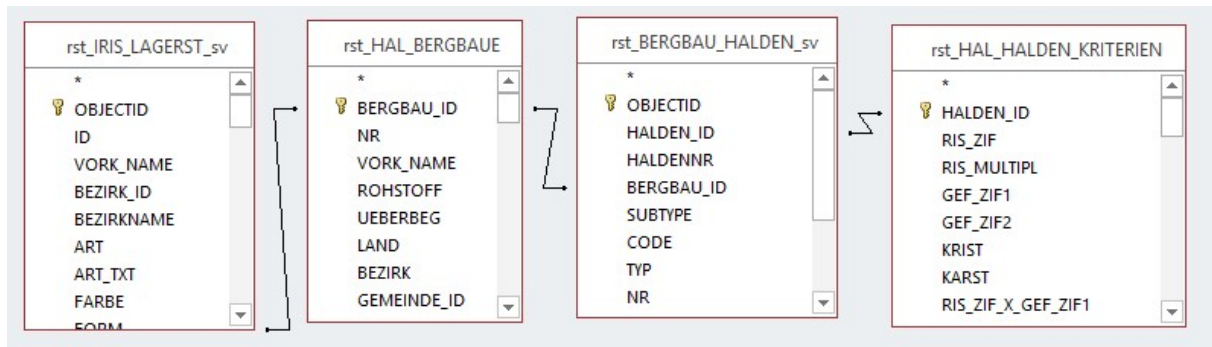 rst_IRIS_LAGERST_sv
*
OBJECTID
ID
VORK_NAME
BEZIRK_ID
BEZIRKNAME
ART
ART_TXT
FARBE
FORM
rst_HAL_BERGBAUE
*
BERGBAU_ID
NR
VORK_NAME
ROHSTOFF
UEBERBEG
LAND
BEZIRK
GEMEINDE_ID
rst_BERGBAU_HALDEN_sv
*
OBJECTID
HALDEN_ID
HALDENNR
BERGBAU_ID
SUBTYPE
CODE
TYP
NR
rst_HAL_HALDEN_KRITERIEN
*
HALDEN_ID
RIS_ZIF
RIS_MULTIPL
GEF_ZIF1
GEF_ZIF2
KRIST
KARST
RIS_ZIF_X_GEF_ZIF1